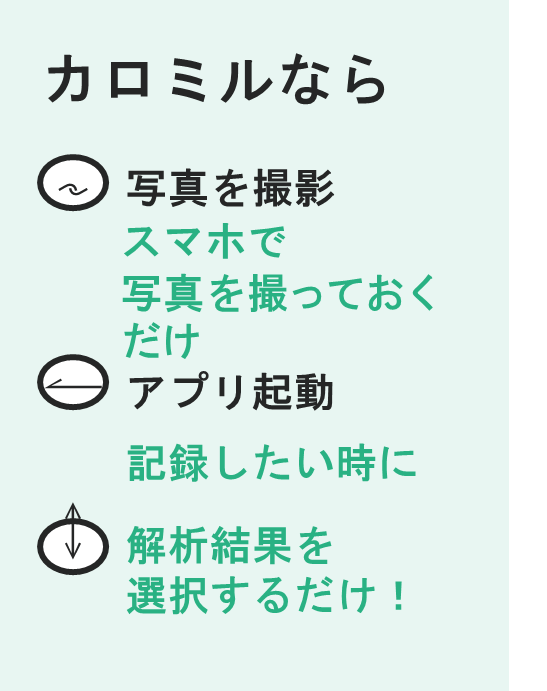 カロミルなら
写真を撮影
スマホで
写真を撮っておく
だけ
アプリ起動
記録したい時に
解析結果を
選択するだけ！